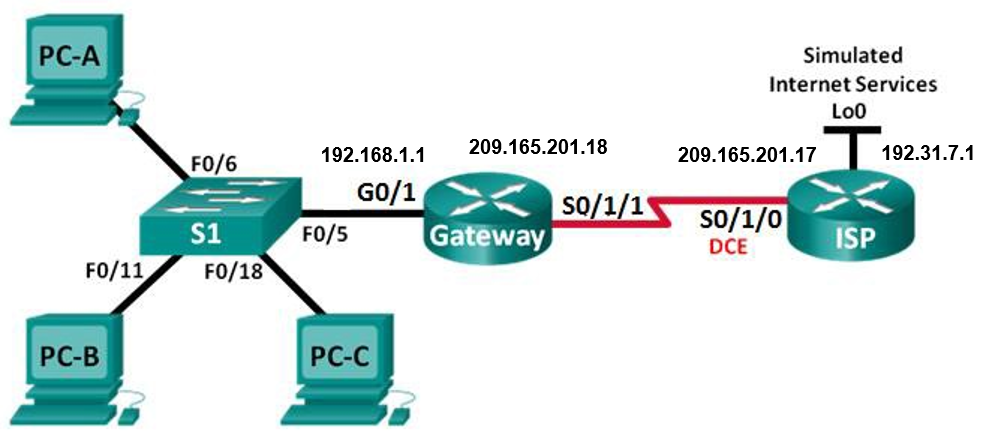 PC-A
Simulated
Internet Services
Lo0
192.168.1.1
209.165.201.18
209.165.201.17
192.31.7.1
F0/6
G0/1
S0/1/1
S0/1/0
DCE
S1
F0/5
Gateway
ISP
F0/11
F0/18
PC-B
PC-C